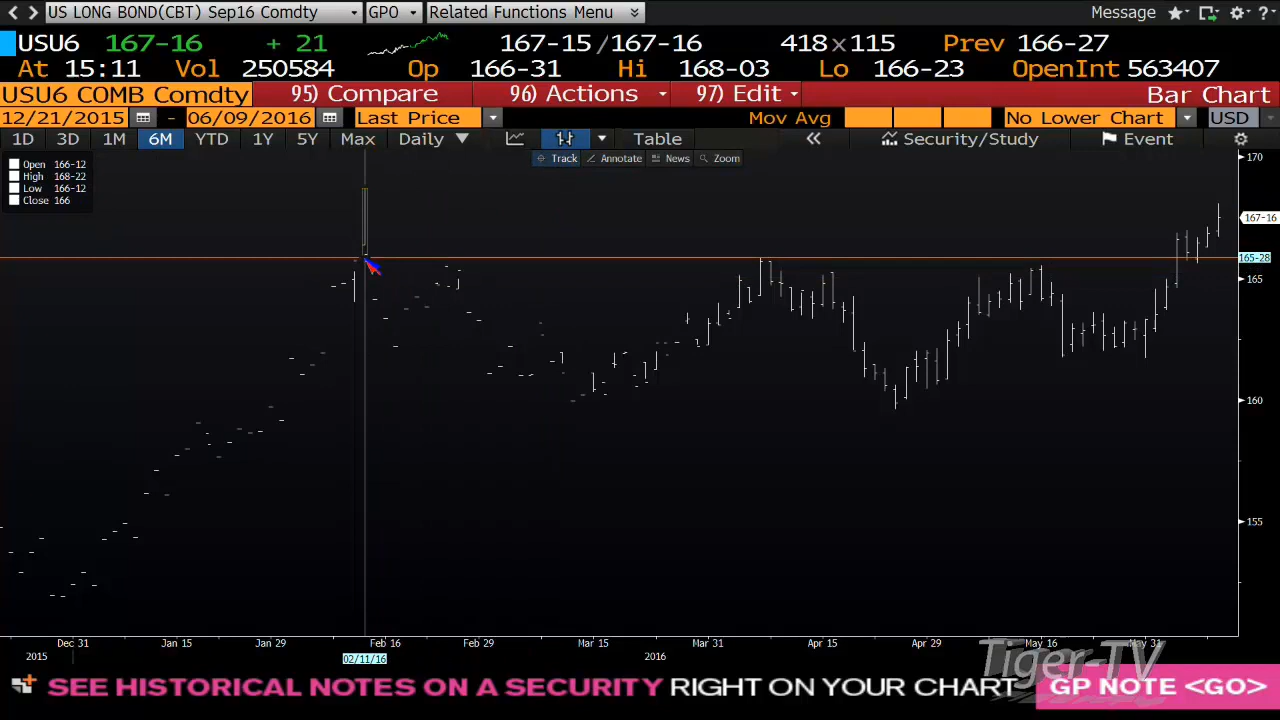 US LONG BOND(CBT) Sep16 Comdty GPO Related Functions Menu Message
USU6 167-16 + 21 167-15/167-16 418x115 Prev 166-27
At 15:11 Vol 250584 Op 166-31 Hi 168-03 Lo 166-23 OpenInt 563407
USU6 COMB Comdty 95) Compare 96) Actions 97) Edit Bar Chart
12/21/2015 - 06/09/2016 Last Price Mov Avg No Lower Chart USD
1D 3D 1M 6M YTD 1Y 5Y Max Daily Table « Security/Study Event
Track Annotate News Zoom
Open 166-12
High 168-22
Low 166-12
Close 166
170
167-16
165-28
165
160
155
Dec 31 Jan 15 Jan 29 Feb 16 Feb 29 Mar 15 Mar 31 Apr 15 Apr 29 May 16 May 31
2015 02/11/16 2016
Tiger-TV
SEE HISTORICAL NOTES ON A SECURITY RIGHT ON YOUR CHART GP NOTE <GO>